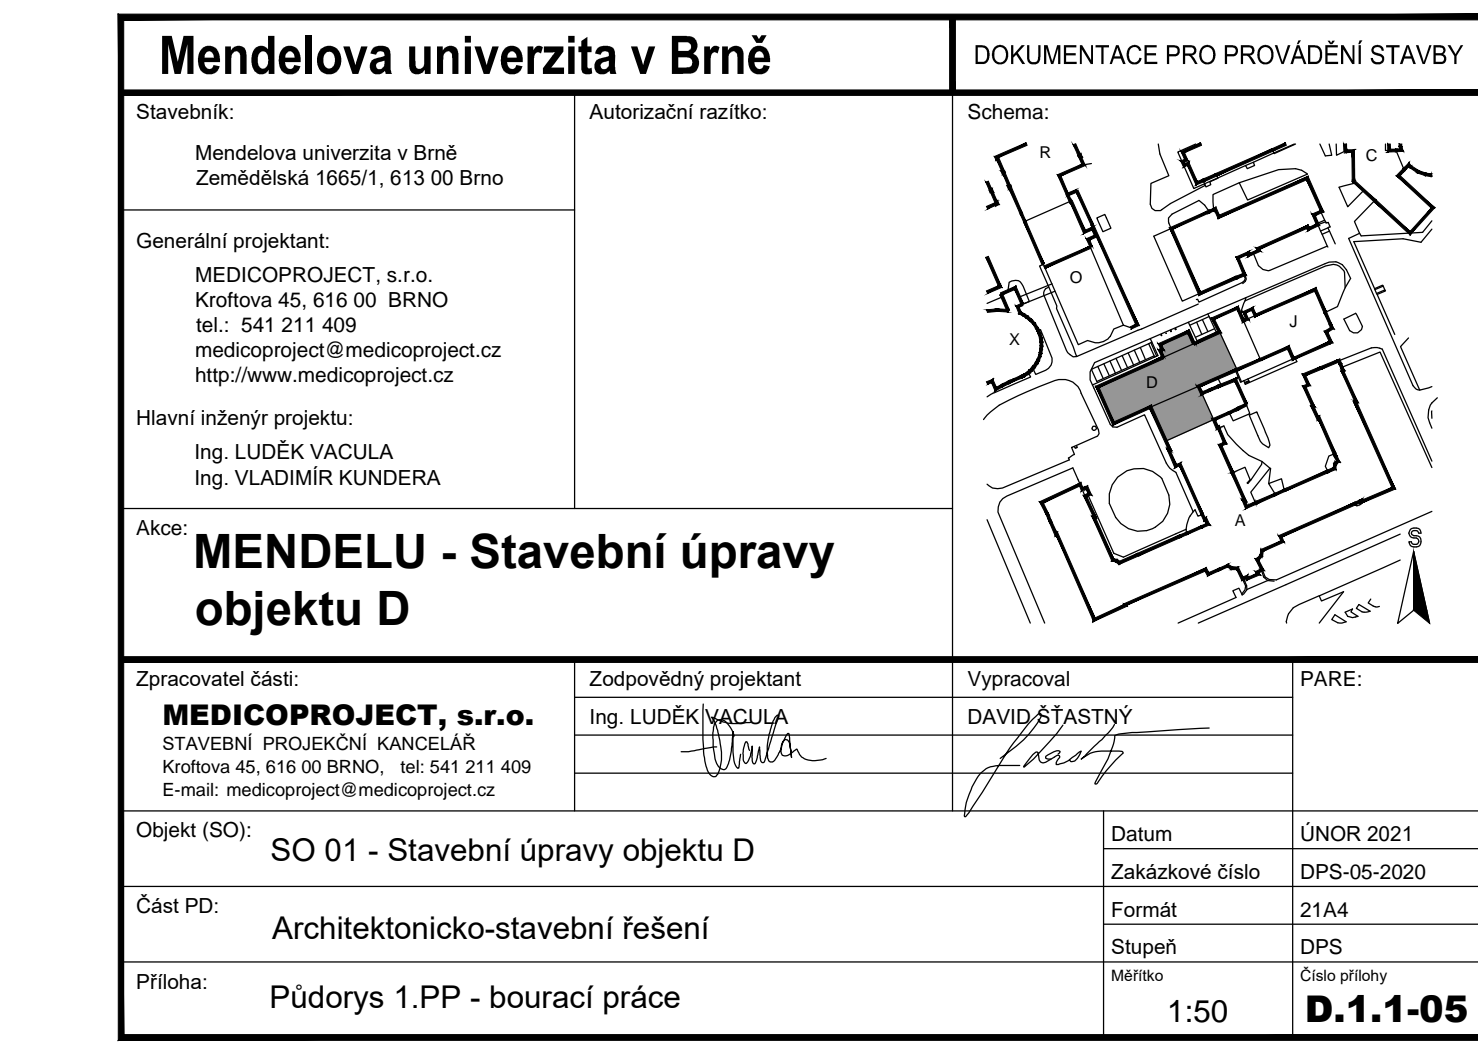 Mendelova univerzita v Brně
DOKUMENTACE PRO PROVÁDĚNÍ STAVBY
Stavebník:
Mendelova univerzita v Brně
Zemědělská 1665/1, 613 00 Brno
Generální projektant:
MEDICOPROJECT, s.r.o.
Kroftova 45, 616 00 BRNO
tel.: 541 211 409
medicoproject@medicoproject.cz
http://www.medicoproject.cz
Hlavní inženýr projektu:
Ing. LUDĚK VACULA
Ing. VLADIMÍR KUNDERA
Autorizační razítko:
Schema:
R
C
O
X
J
D
A
S
Akce:
MENDELU - Stavební úpravy
objektu D
Zpracovatel části:
MEDICOPROJECT, s.r.o.
STAVEBNÍ PROJEKČNÍ KANCELÁŘ
Kroftova 45, 616 00 BRNO, tel: 541 211 409
E-mail: medicoproject@medicoproject.cz
Zodpovědný projektant
Ing. LUDĚK VACULA
Vypracoval
DAVID ŠŤASTNÝ
PARE:
Objekt (SO):
SO 01 - Stavební úpravy objektu D
Část PD:
Architektonicko-stavební řešení
Příloha:
Půdorys 1.PP - bourací práce
Datum
ÚNOR 2021
Zakázkové číslo
DPS-05-2020
Formát
21A4
Stupeň
DPS
Měřítko
1:50
Číslo přílohy
D.1.1-05